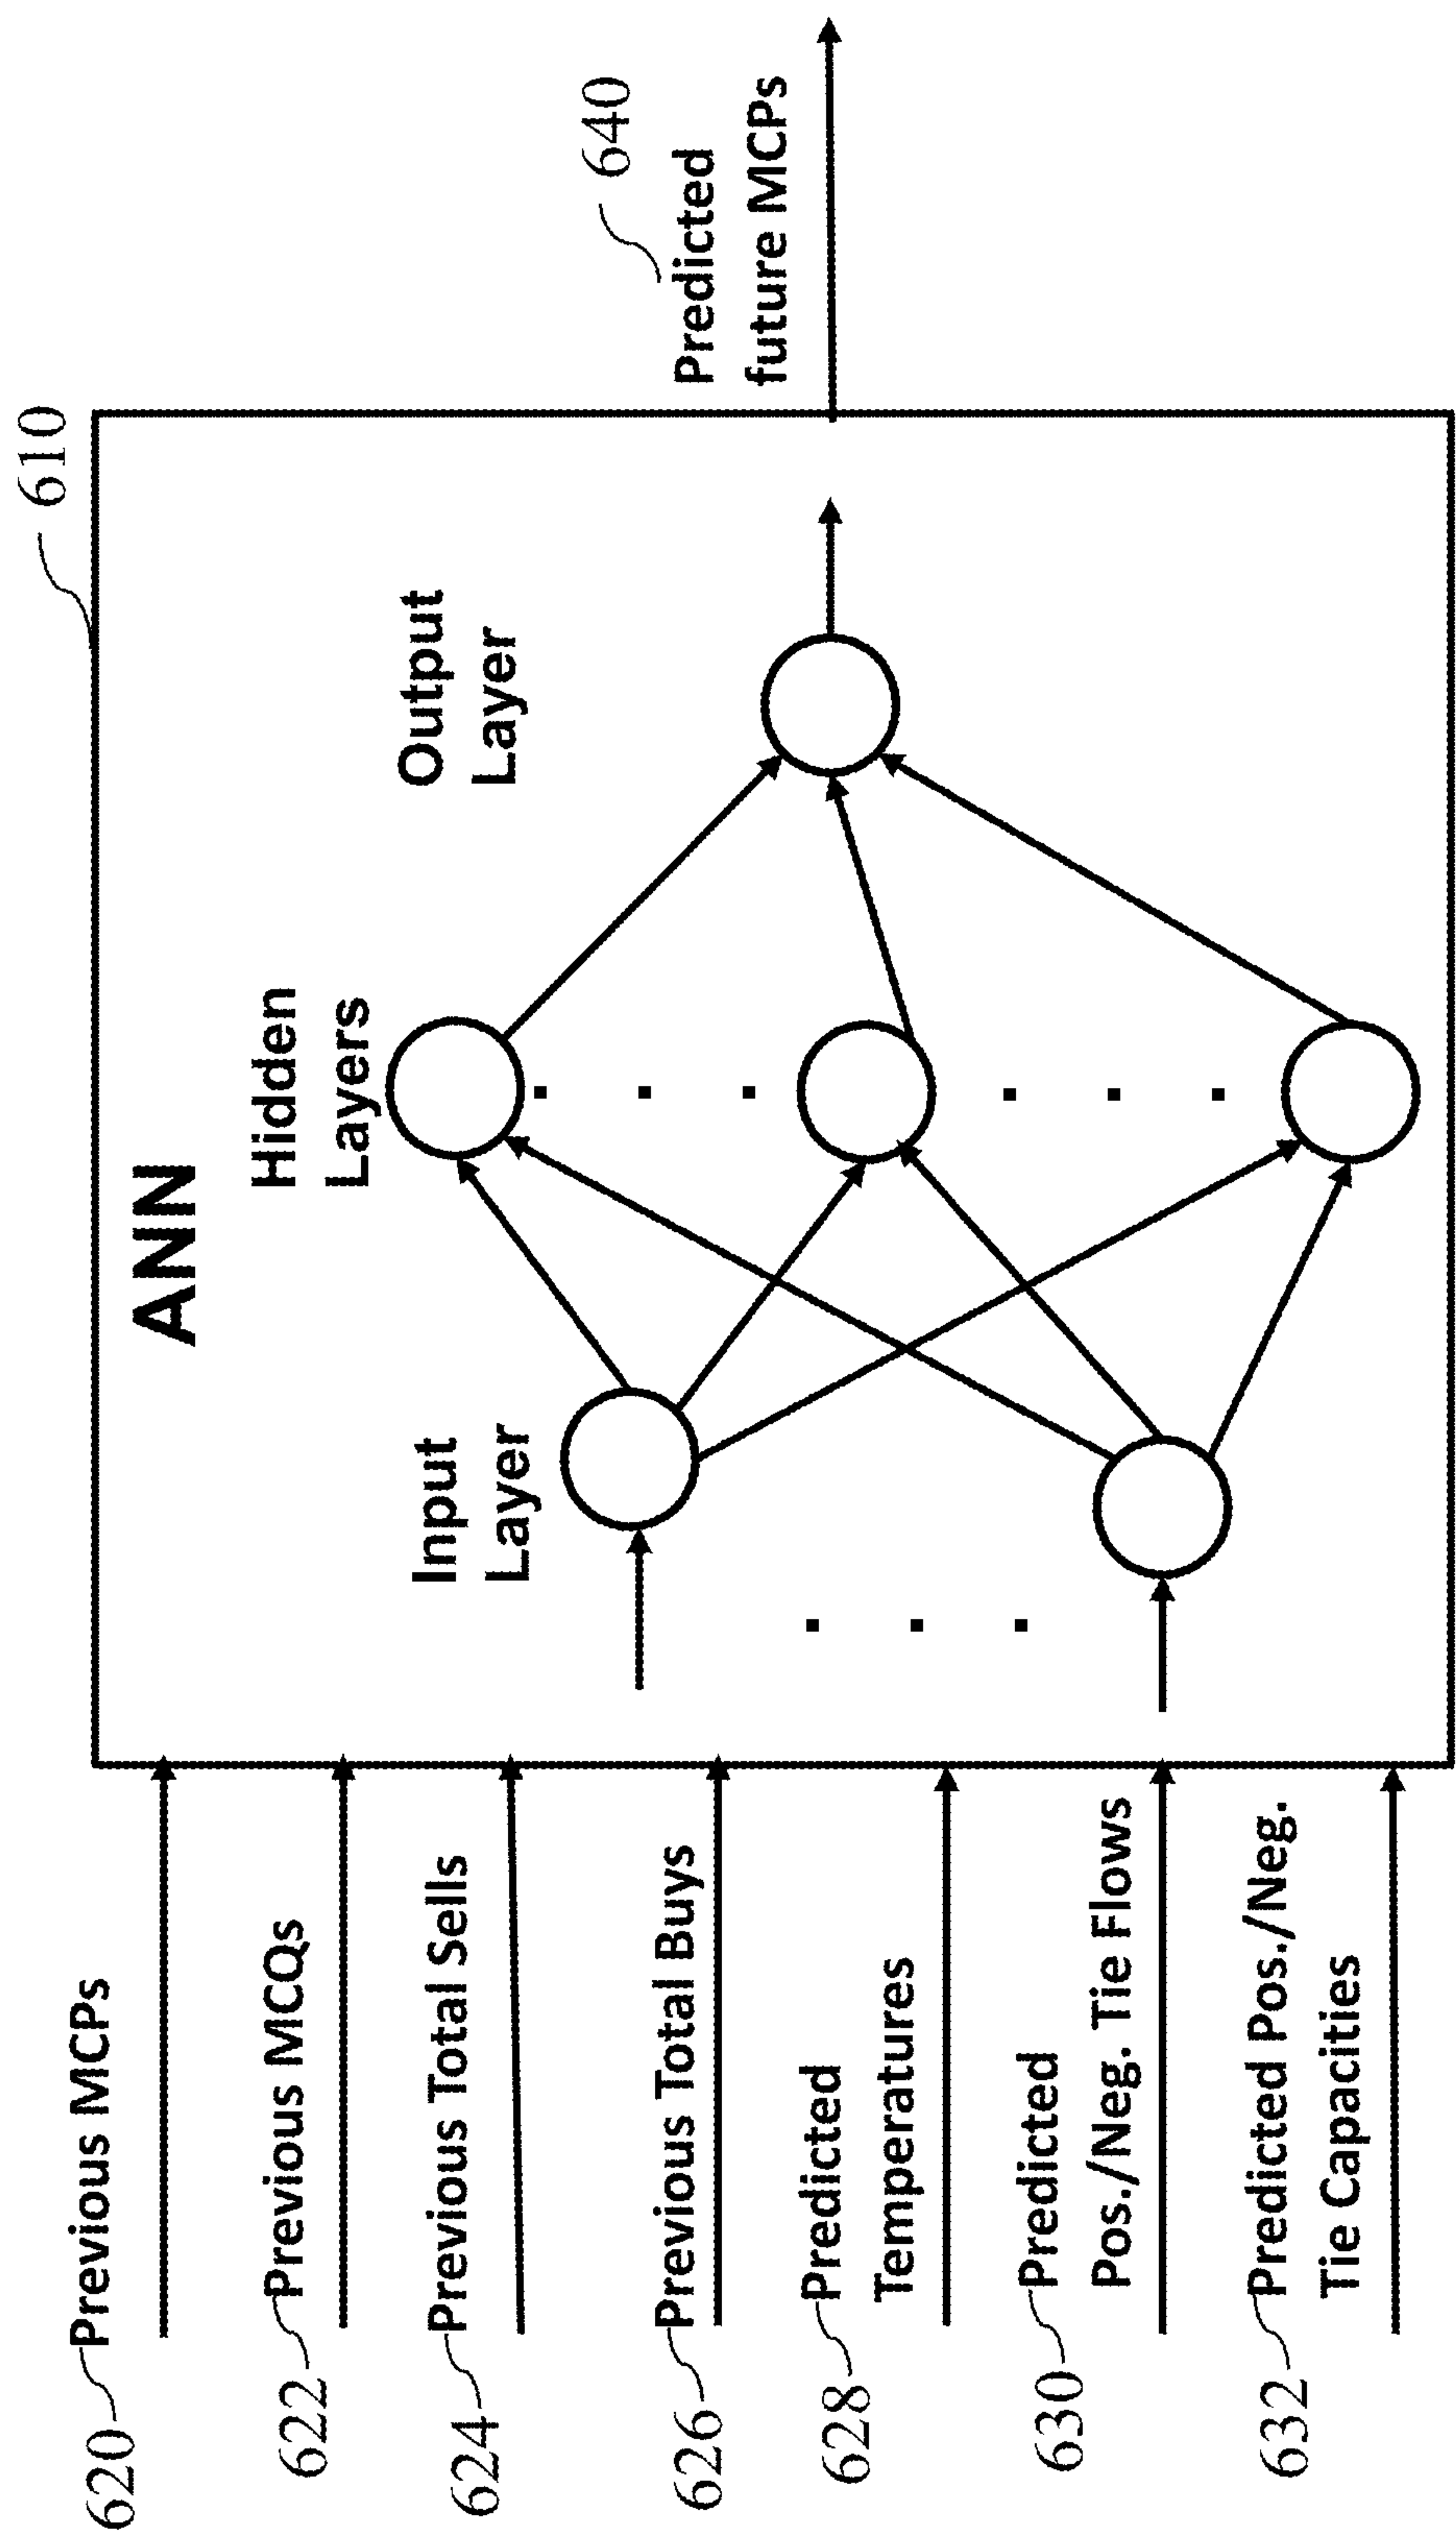 610
ANN
Input
Layer
Hidden
Layers
Output
Layer
620
Previous MCPs
622
Previous MCQs
624
Previous Total Sells
626
Previous Total Buys
628
Predicted
Temperatures
630
Predicted
Pos./Neg. Tie Flows
632
Predicted Pos./Neg.
Tie Capacities
640
Predicted
future MCPs